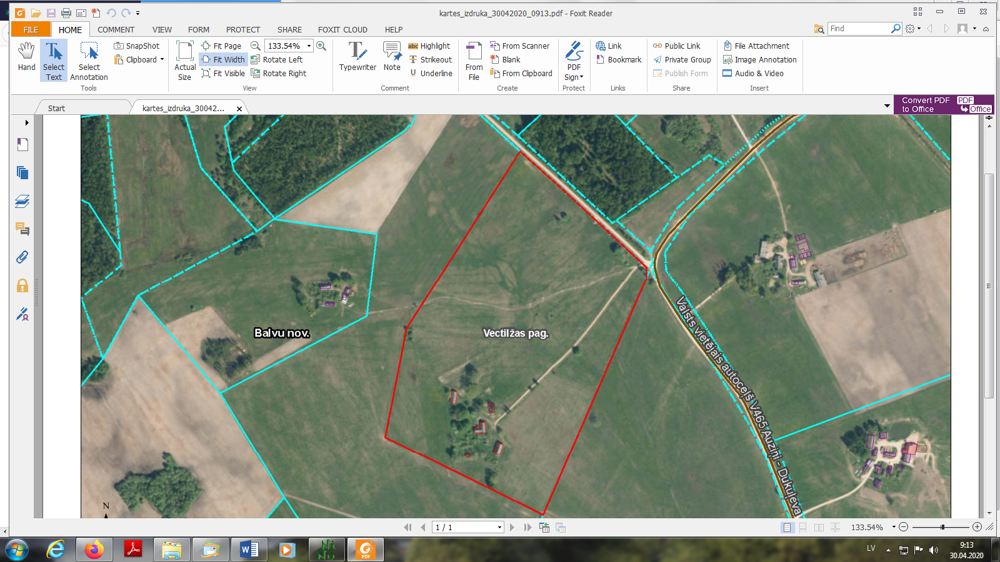 kartes_izdruka_30042020_0913.pdf - Foxit Reader
FILE HOME COMMENT VIEW FORM PROTECT SHARE FOXIT CLOUD HELP
Find
Hand
Select Text
Select Annotation
SnapShot
Clipboard
Tools
Actual Size
Fit Page
Fit Width
Fit Visible
133.54%
Rotate Left
Rotate Right
View
Typewriter
Note
abc Highlight
Strikeout
Underline
Comment
From File
From Scanner
Blank
From Clipboard
Create
PDF Sign
Protect
Link
Bookmark
Links
Public Link
Private Group
Publish Form
Share
File Attachment
Image Annotation
Audio & Video
Insert
Start
kartes_izdruka_30042...
Convert PDF to Office
PDF
Office
Balvu nov.
Vectilžas pag.
Valsts vietējais autoceļš V465 Auziņi - Dukuļeva
N
1 / 1
133.54%
LV
9:13
30.04.2020